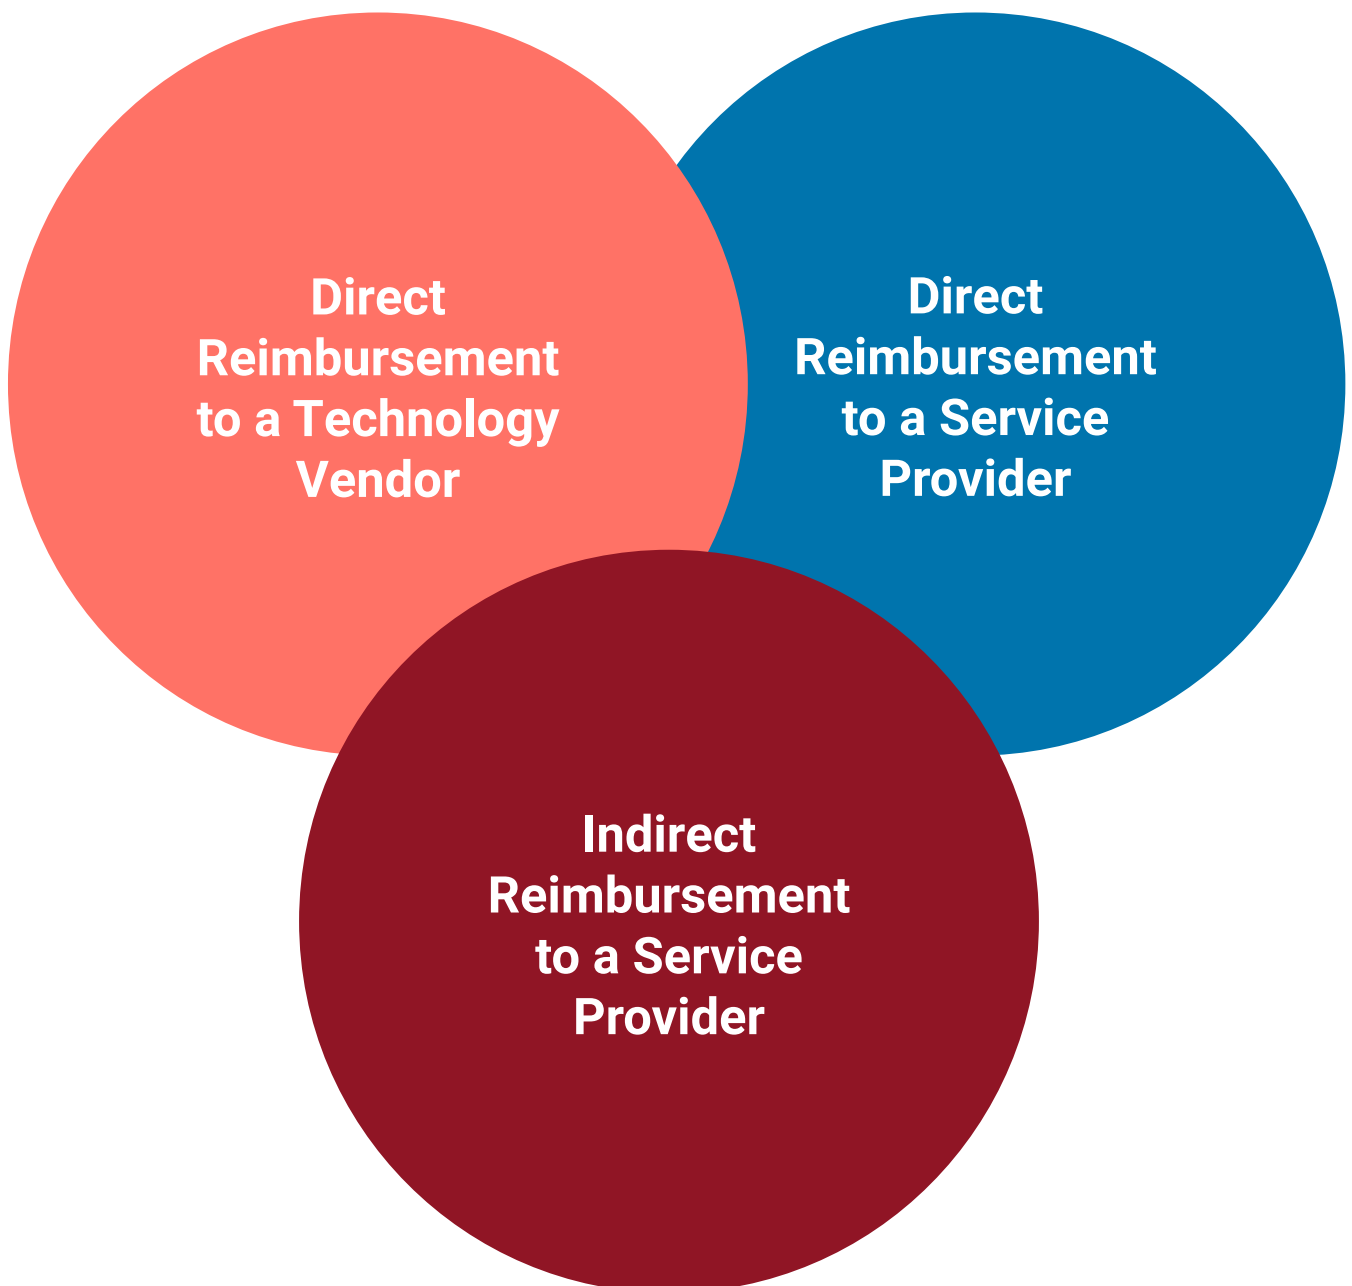 Direct
Reimbursement
to a Technology
Vendor
Direct
Reimbursement
to a Service
Provider
Indirect
Reimbursement
to a Service
Provider